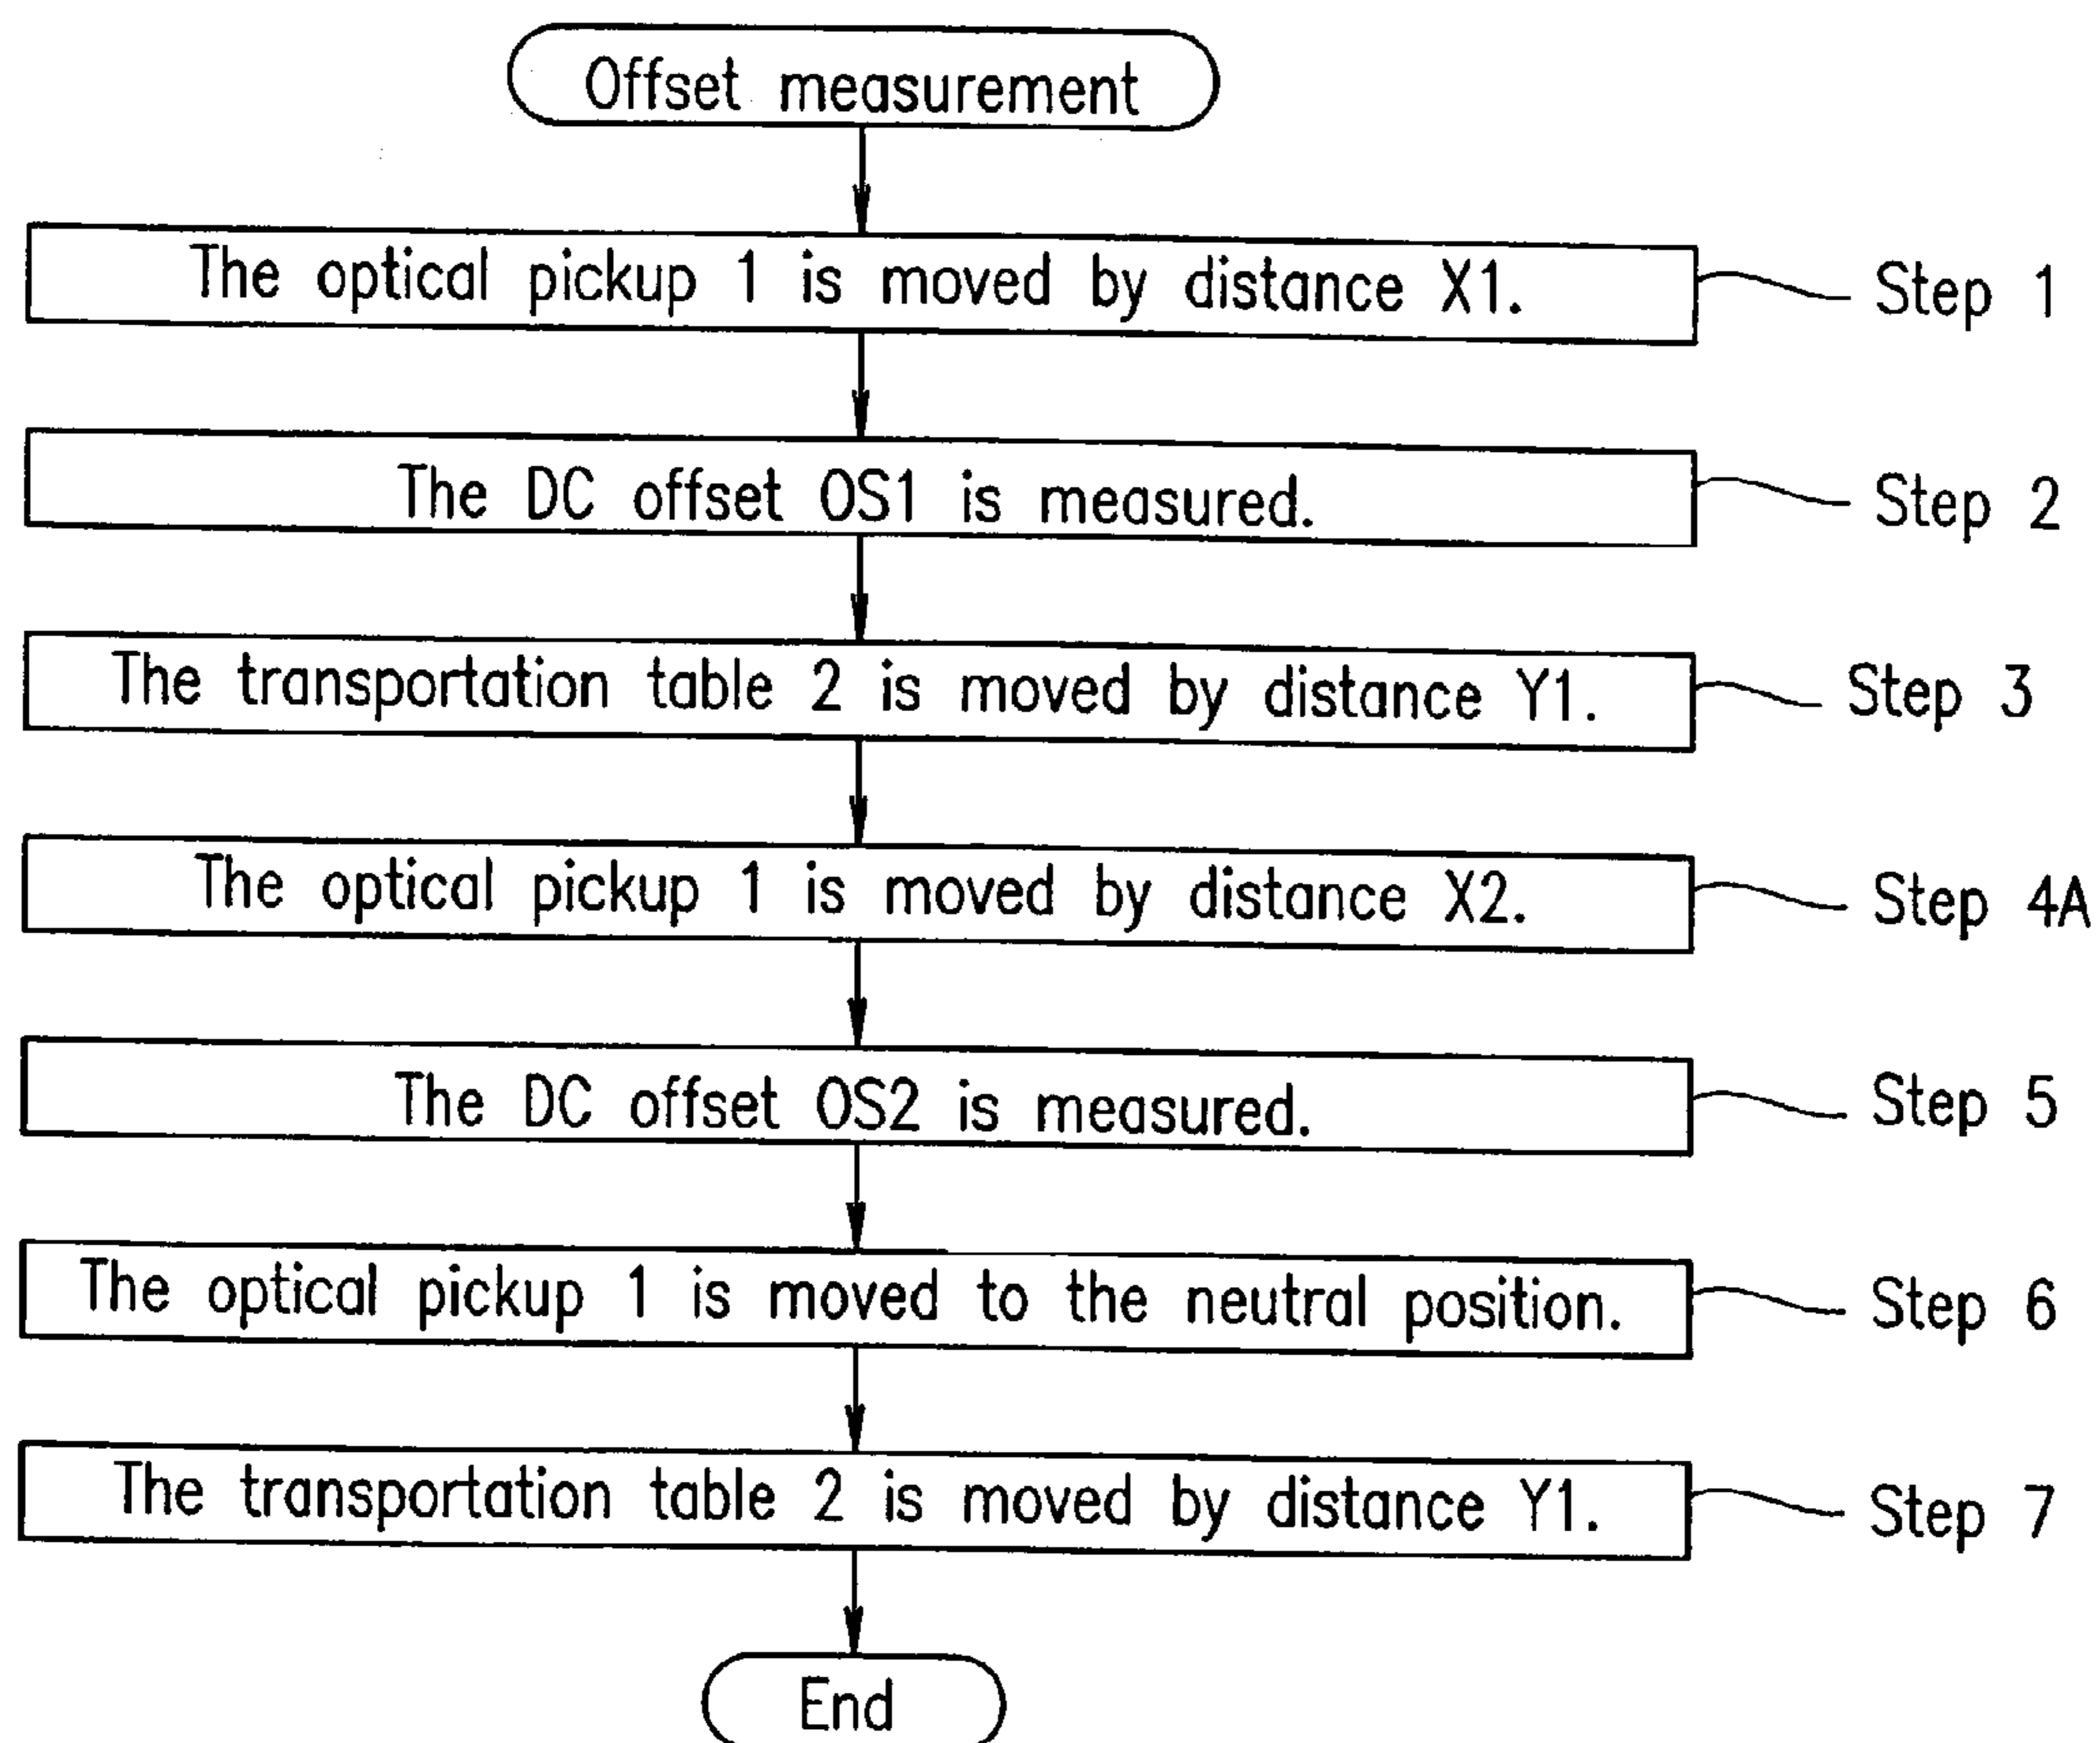 Offset measurement
The optical pickup 1 is moved by distance X1.
Step 1
The DC offset OS1 is measured.
Step 2
The transportation table 2 is moved by distance Y1.
Step 3
The optical pickup 1 is moved by distance X2.
Step 4A
The DC offset OS2 is measured.
Step 5
The optical pickup 1 is moved to the neutral position.
Step 6
The transportation table 2 is moved by distance Y1.
Step 7
End